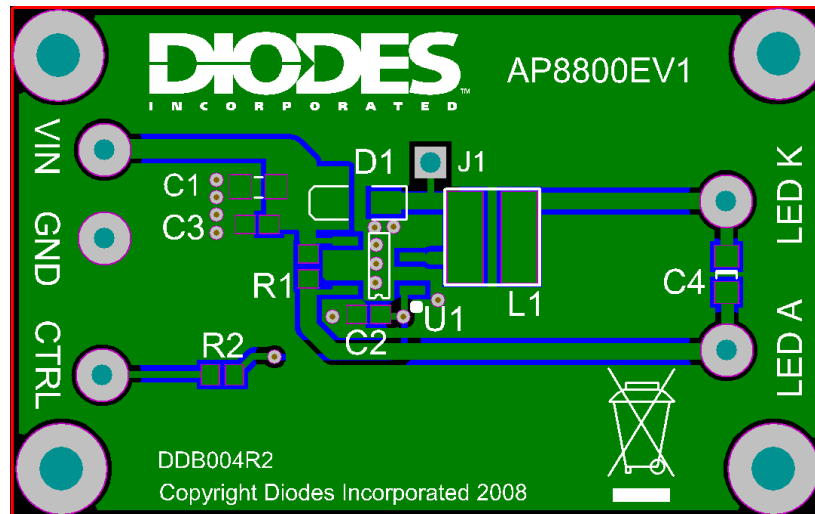 DIODES™
INCORPORATED
AP8800EV1
VIN
D1
J1
C1
LED K
C3
GND
R1
C4
L1
U1
C2
CTRL
R2
LED A
DDB004R2
Copyright Diodes Incorporated 2008